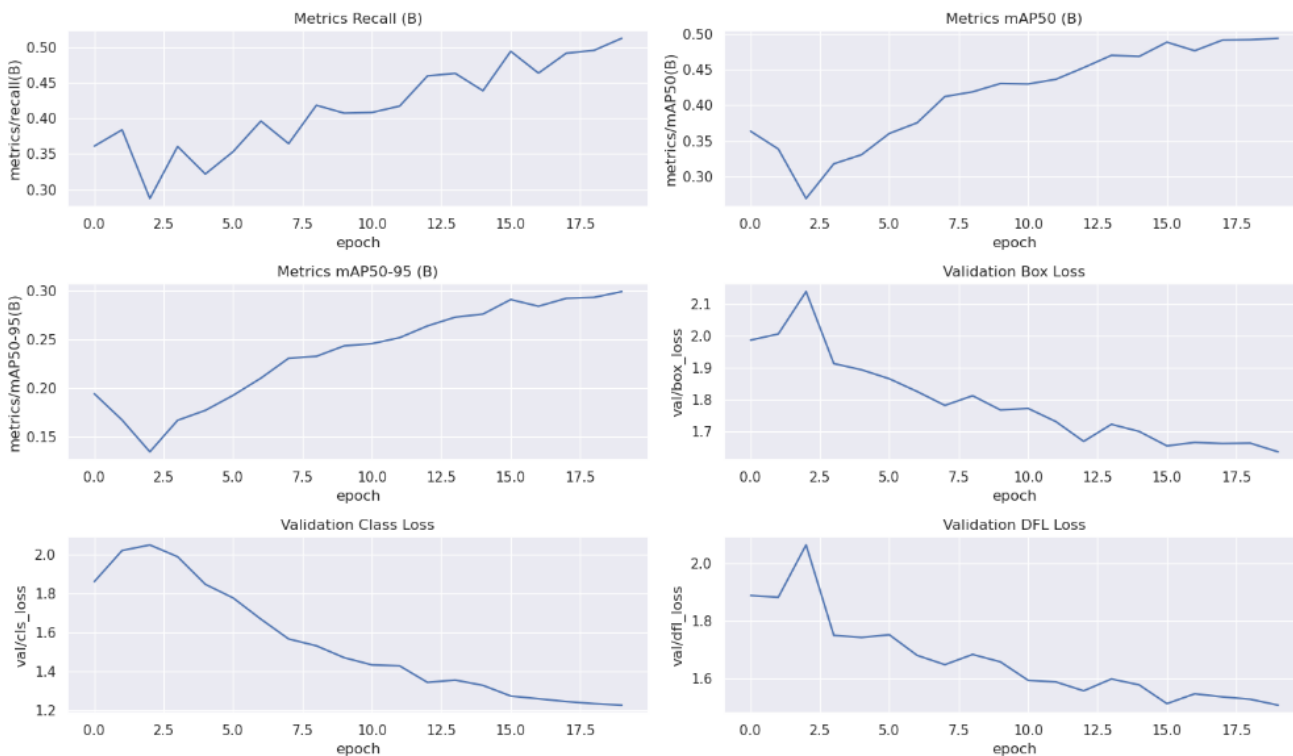 Metrics Recall (B)
metrics/recall(B)
0.50
0.45
0.40
0.35
0.30
0.0 2.5 5.0 7.5 10.0 12.5 15.0 17.5
epoch
Metrics mAP50 (B)
metrics/mAP50(B)
0.50
0.45
0.40
0.35
0.30
0.0 2.5 5.0 7.5 10.0 12.5 15.0 17.5
epoch
Metrics mAP50-95 (B)
metrics/mAP50-95(B)
0.30
0.25
0.20
0.15
0.0 2.5 5.0 7.5 10.0 12.5 15.0 17.5
epoch
Validation Box Loss
val/box_loss
2.1
2.0
1.9
1.8
1.7
0.0 2.5 5.0 7.5 10.0 12.5 15.0 17.5
epoch
Validation Class Loss
val/cls_loss
2.0
1.8
1.6
1.4
1.2
0.0 2.5 5.0 7.5 10.0 12.5 15.0 17.5
epoch
Validation DFL Loss
val/dfl_loss
2.0
1.8
1.6
0.0 2.5 5.0 7.5 10.0 12.5 15.0 17.5
epoch